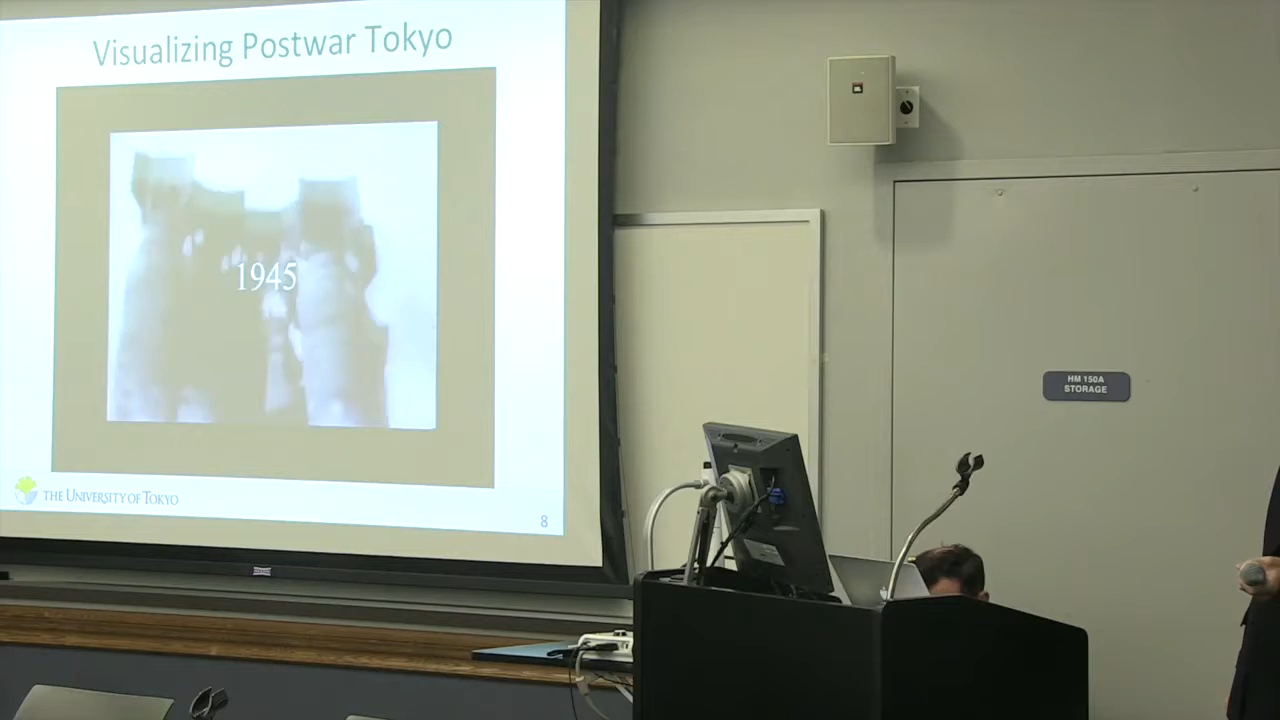 Visualizing Postwar Tokyo
1945
THE UNIVERSITY OF TOKYO
8
HM 150A
STORAGE